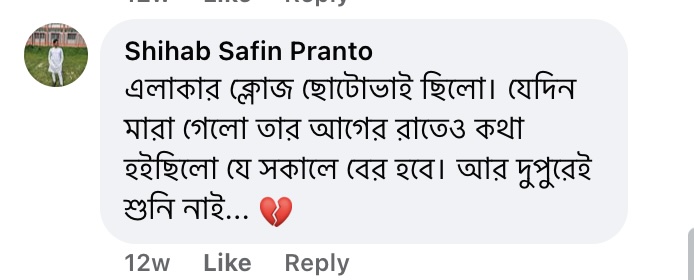 Shihab Safin Pranto
এলাকার ক্লোজ ছোটোভাই ছিলো। যেদিন
মারা গেলো তার আগের রাতেও কথা
হইছিলো যে সকালে বের হবে। আর দুপুরেই
শুনি নাই... 💔
12w Like Reply